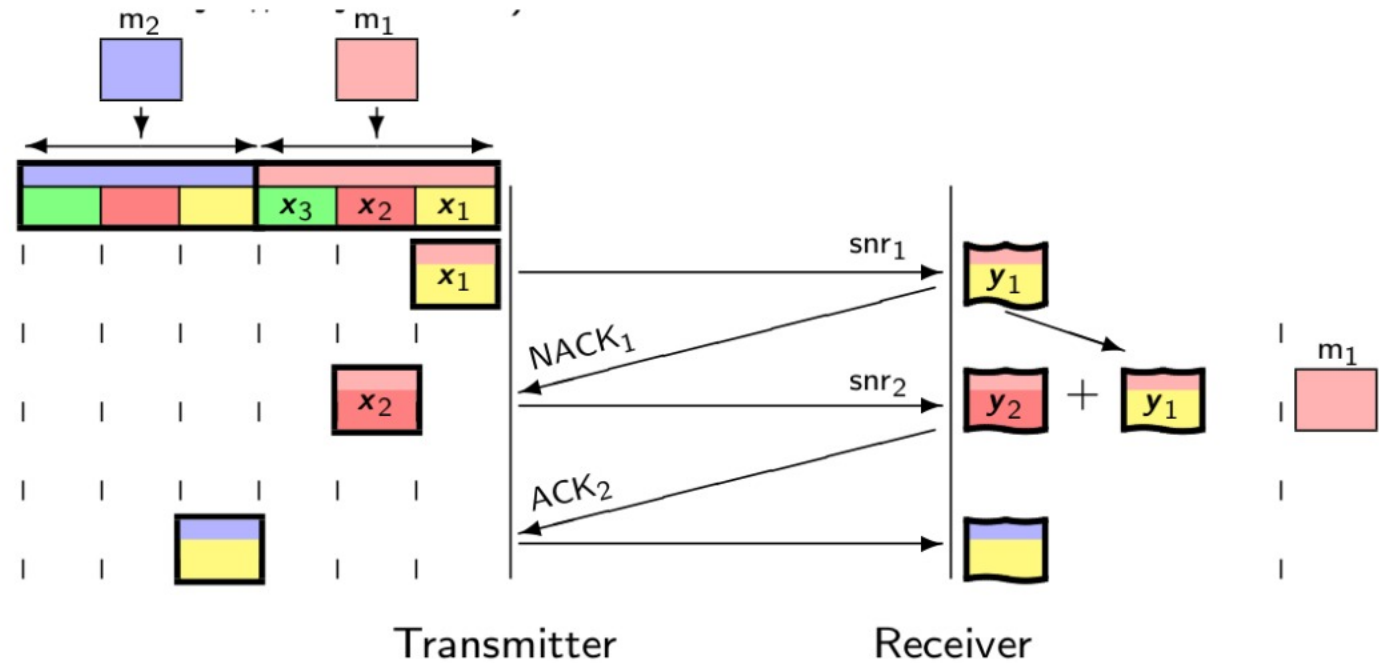 m₂ m₁
x₃ x₂ x₁
x₁ snr₁ y₁
NACK₁
m₁
x₂ snr₂ y₂ + y₁
ACK₂
Transmitter Receiver